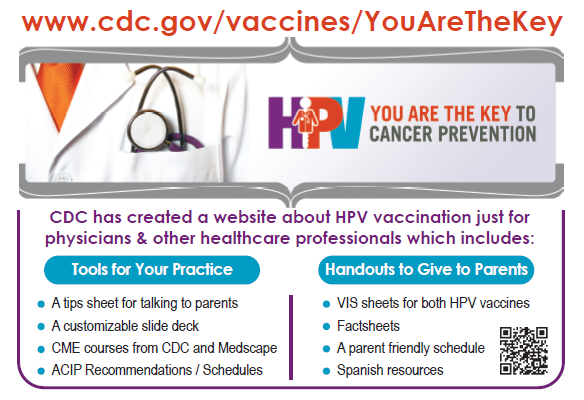 www.cdc.gov/vaccines/YouAreTheKey
HPV
YOU ARE THE KEY TO
CANCER PREVENTION
CDC has created a website about HPV vaccination just for
physicians & other healthcare professionals which includes:
Tools for Your Practice
• A tips sheet for talking to parents
• A customizable slide deck
• CME courses from CDC and Medscape
• ACIP Recommendations / Schedules
Handouts to Give to Parents
• VIS sheets for both HPV vaccines
• Factsheets
• A parent friendly schedule
• Spanish resources